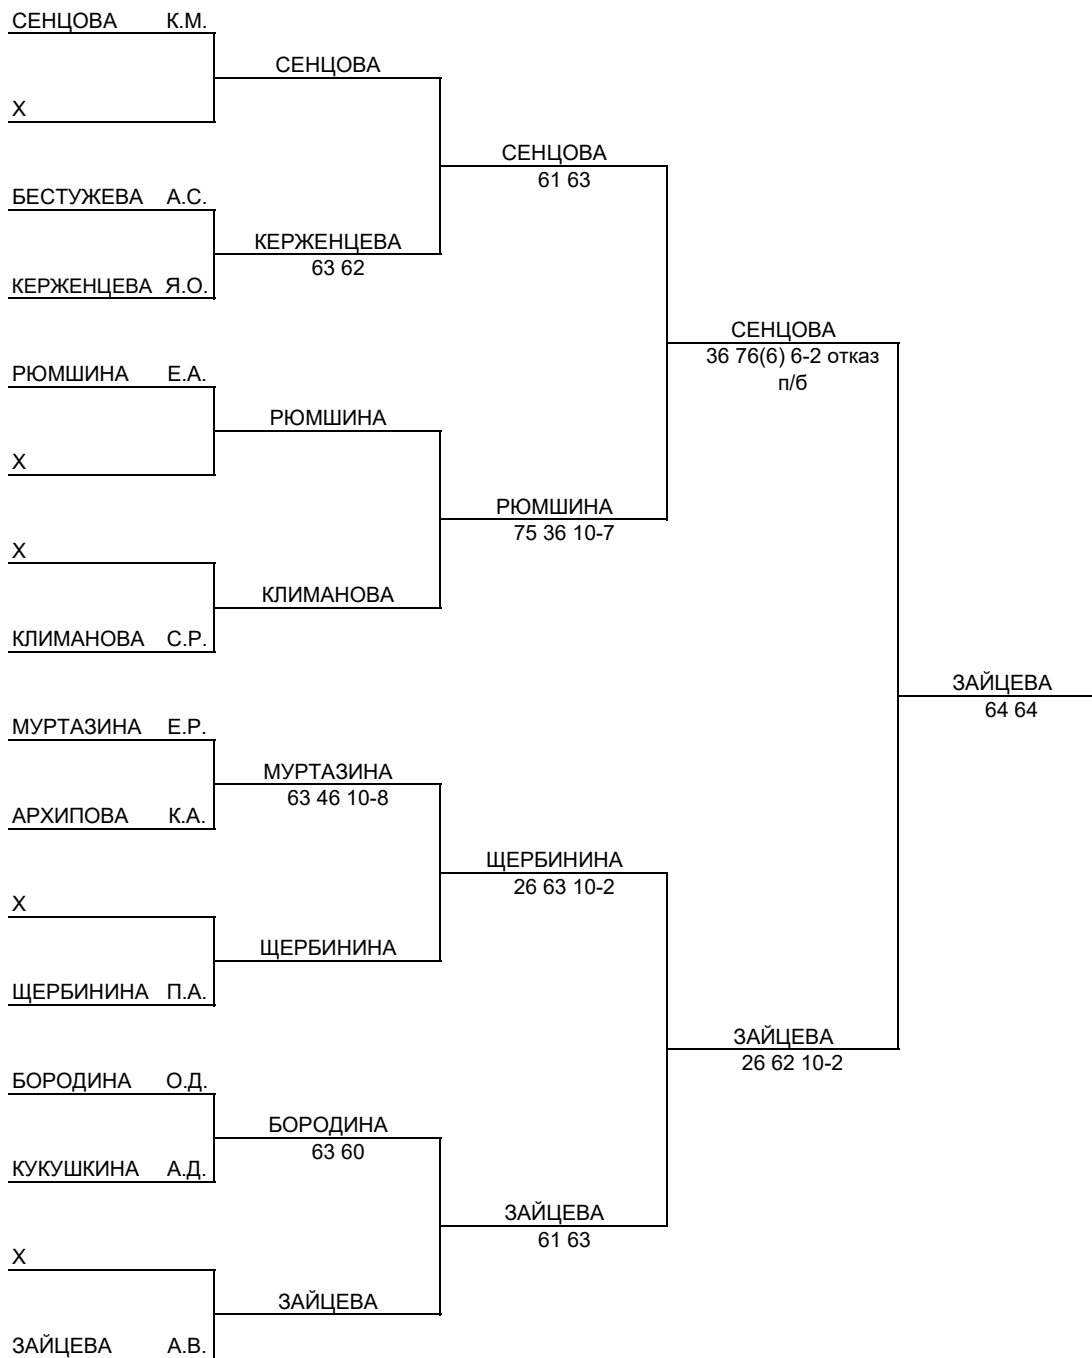 СЕНЦОВА К.М.
СЕНЦОВА
Х
СЕНЦОВА
61 63
БЕСТУЖЕВА А.С.
КЕРЖЕНЦЕВА
63 62
КЕРЖЕНЦЕВА Я.О.
СЕНЦОВА
36 76(6) 6-2 отказ
п/б
РЮМШИНА Е.А.
РЮМШИНА
Х
РЮМШИНА
75 36 10-7
Х
КЛИМАНОВА
КЛИМАНОВА С.Р.
ЗАЙЦЕВА
64 64
МУРТАЗИНА Е.Р.
МУРТАЗИНА
63 46 10-8
АРХИПОВА К.А.
ЩЕРБИНИНА
26 63 10-2
Х
ЩЕРБИНИНА
ЩЕРБИНИНА П.А.
ЗАЙЦЕВА
26 62 10-2
БОРОДИНА О.Д.
БОРОДИНА
63 60
КУКУШКИНА А.Д.
ЗАЙЦЕВА
61 63
Х
ЗАЙЦЕВА
ЗАЙЦЕВА А.В.